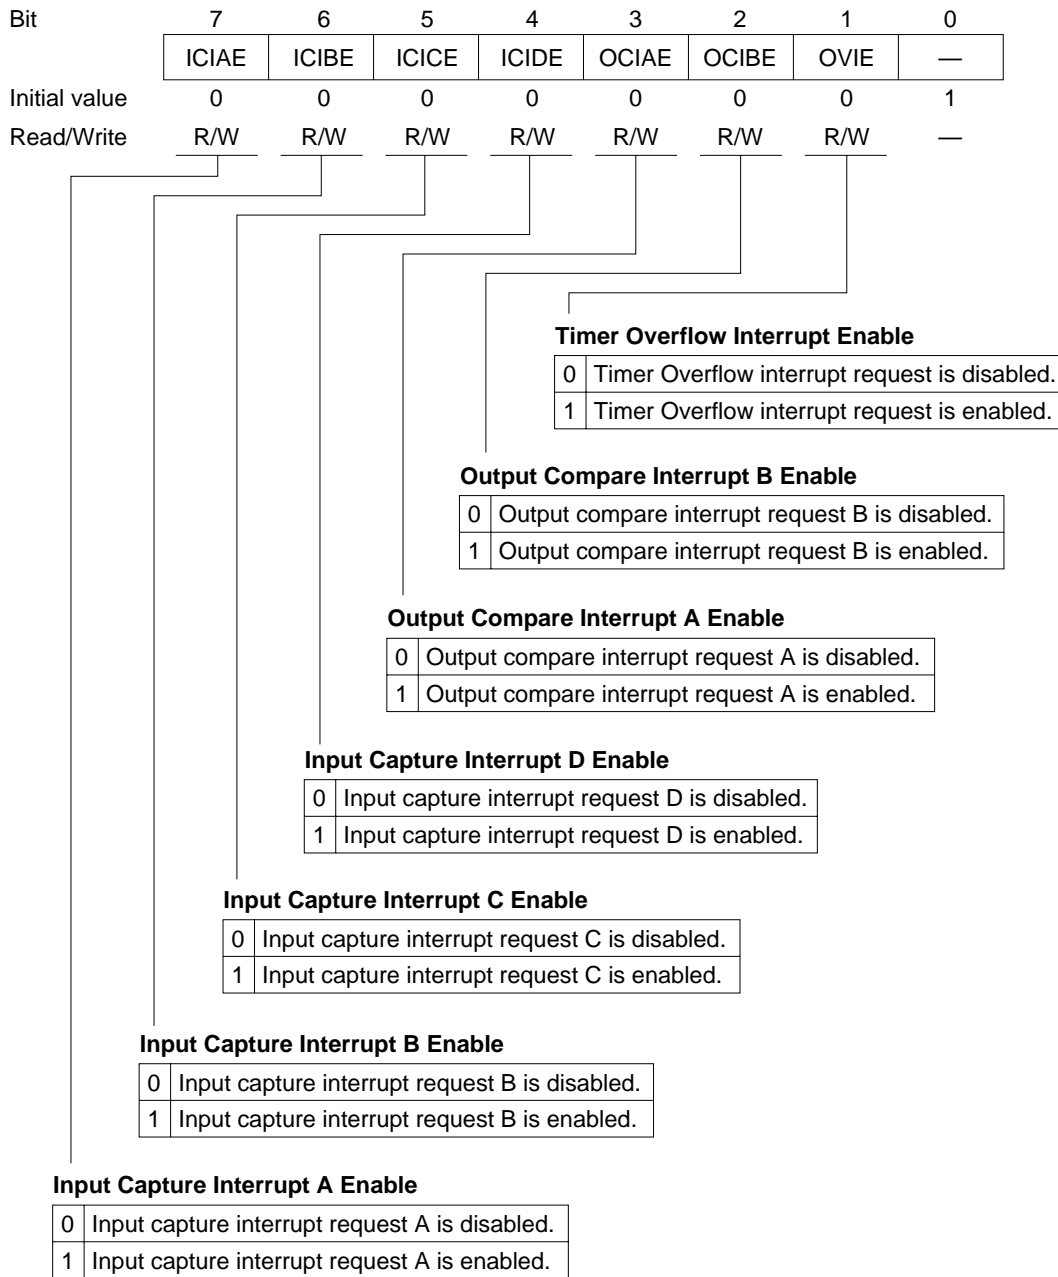 Bit 7 6 5 4 3 2 1 0
ICIAE ICIBE ICICE ICIDE OCIAE OCIBE OVIE —
Initial value 0 0 0 0 0 0 0 1
Read/Write R/W R/W R/W R/W R/W R/W R/W —
Timer Overflow Interrupt Enable
0 Timer Overflow interrupt request is disabled.
1 Timer Overflow interrupt request is enabled.
Output Compare Interrupt B Enable
0 Output compare interrupt request B is disabled.
1 Output compare interrupt request B is enabled.
Output Compare Interrupt A Enable
0 Output compare interrupt request A is disabled.
1 Output compare interrupt request A is enabled.
Input Capture Interrupt D Enable
0 Input capture interrupt request D is disabled.
1 Input capture interrupt request D is enabled.
Input Capture Interrupt C Enable
0 Input capture interrupt request C is disabled.
1 Input capture interrupt request C is enabled.
Input Capture Interrupt B Enable
0 Input capture interrupt request B is disabled.
1 Input capture interrupt request B is enabled.
Input Capture Interrupt A Enable
0 Input capture interrupt request A is disabled.
1 Input capture interrupt request A is enabled.